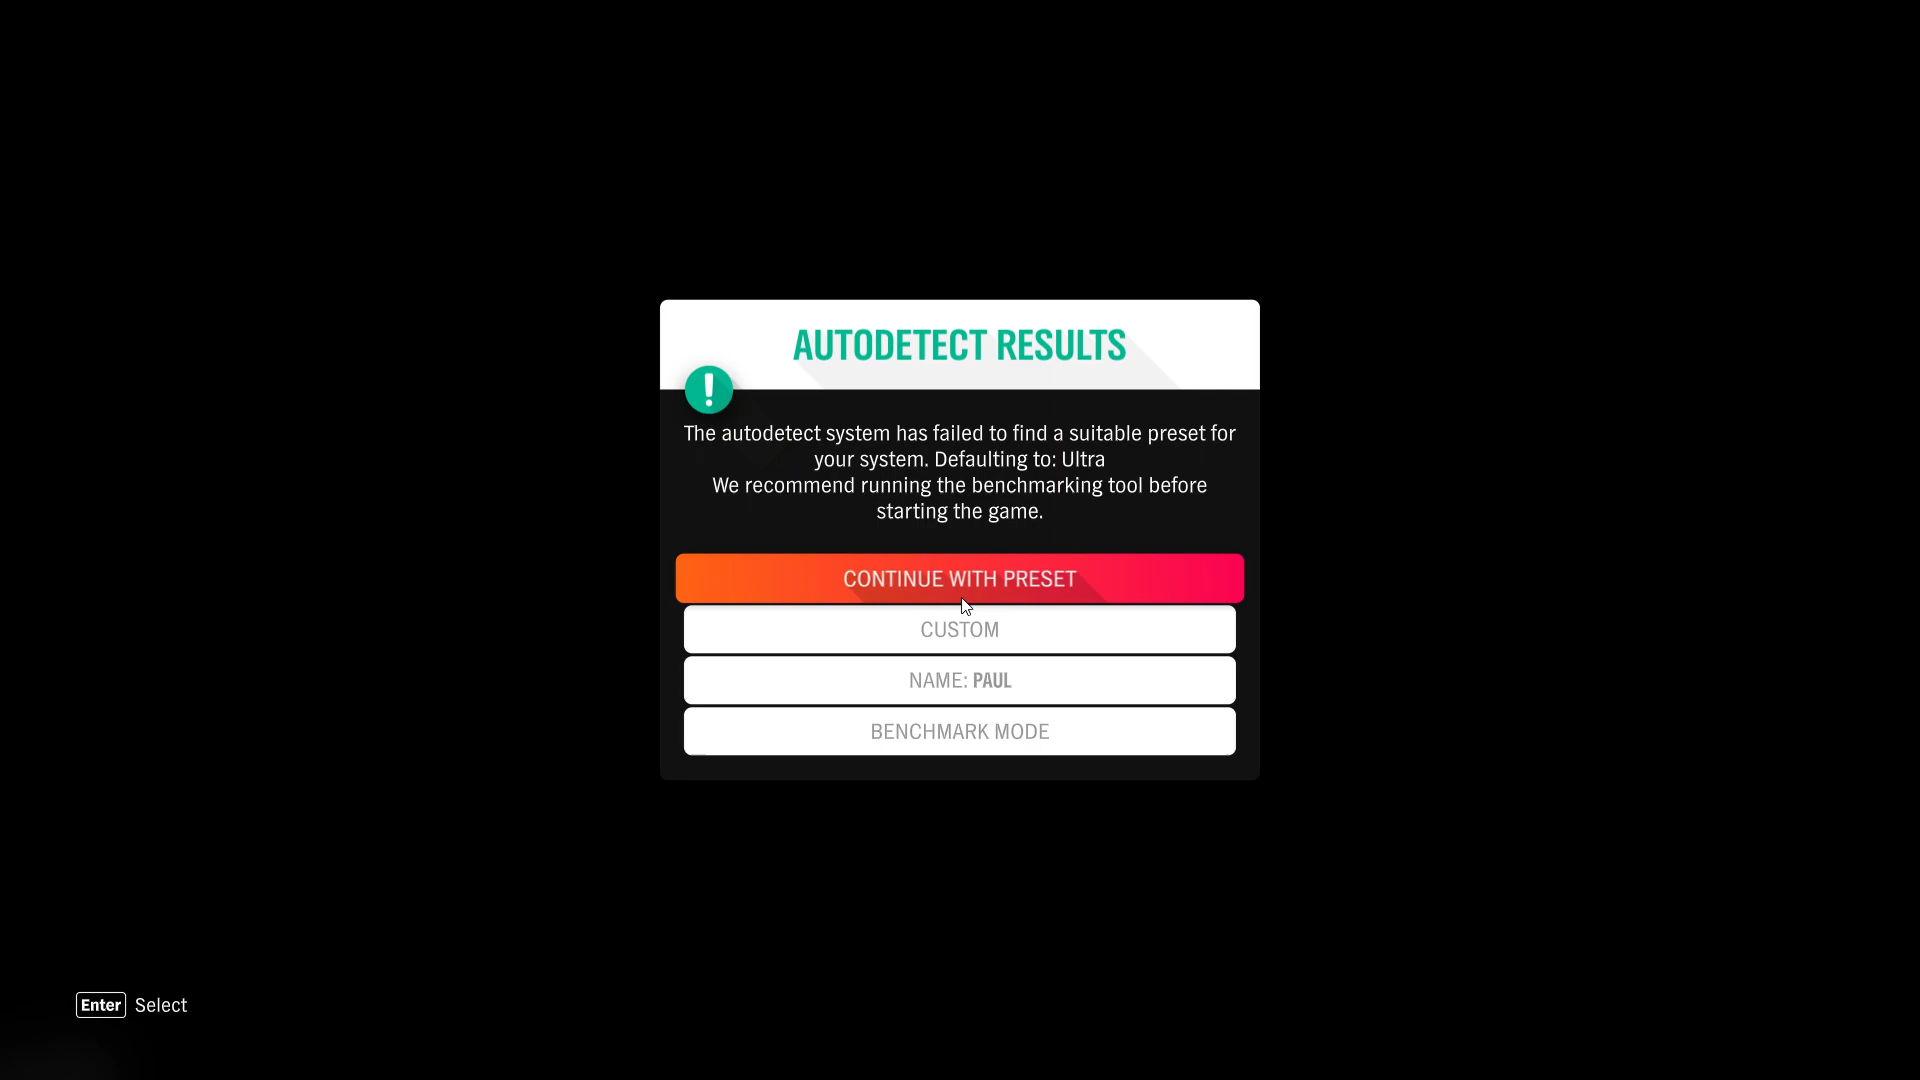 AUTODETECT RESULTS
The autodetect system has failed to find a suitable preset for
your system. Defaulting to: Ultra
We recommend running the benchmarking tool before
starting the game.
CONTINUE WITH PRESET
CUSTOM
NAME: PAUL
BENCHMARK MODE
Enter Select